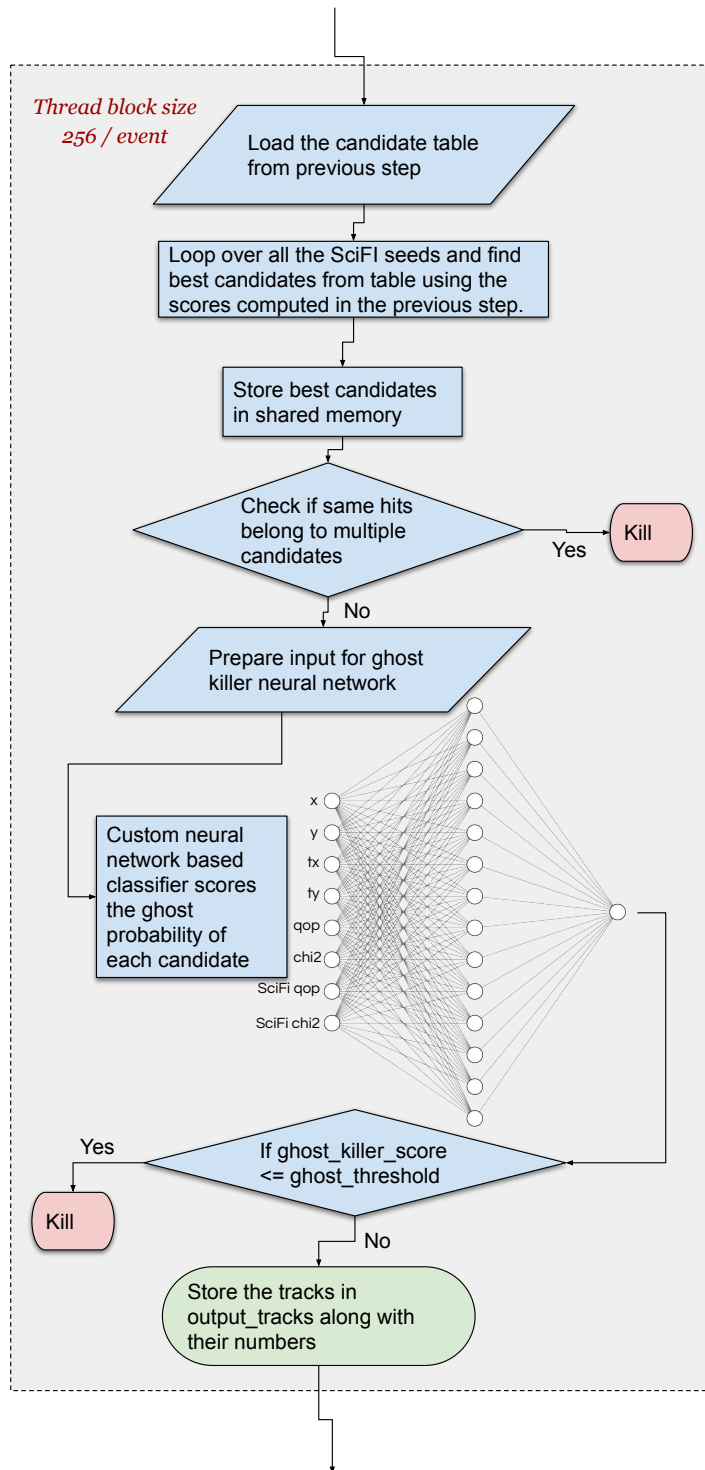 Thread block size
256 / event
Load the candidate table
from previous step
Loop over all the SciFI seeds and find
best candidates from table using the
scores computed in the previous step.
Store best candidates
in shared memory
Check if same hits
belong to multiple
candidates
Yes
Kill
No
Prepare input for ghost
killer neural network
Custom neural
network based
classifier scores
the ghost
probability of
each candidate
x
y
tx
ty
qop
chi2
SciFi qop
SciFi chi2
If ghost_killer_score
<= ghost_threshold
Yes
Kill
No
Store the tracks in
output_tracks along with
their numbers